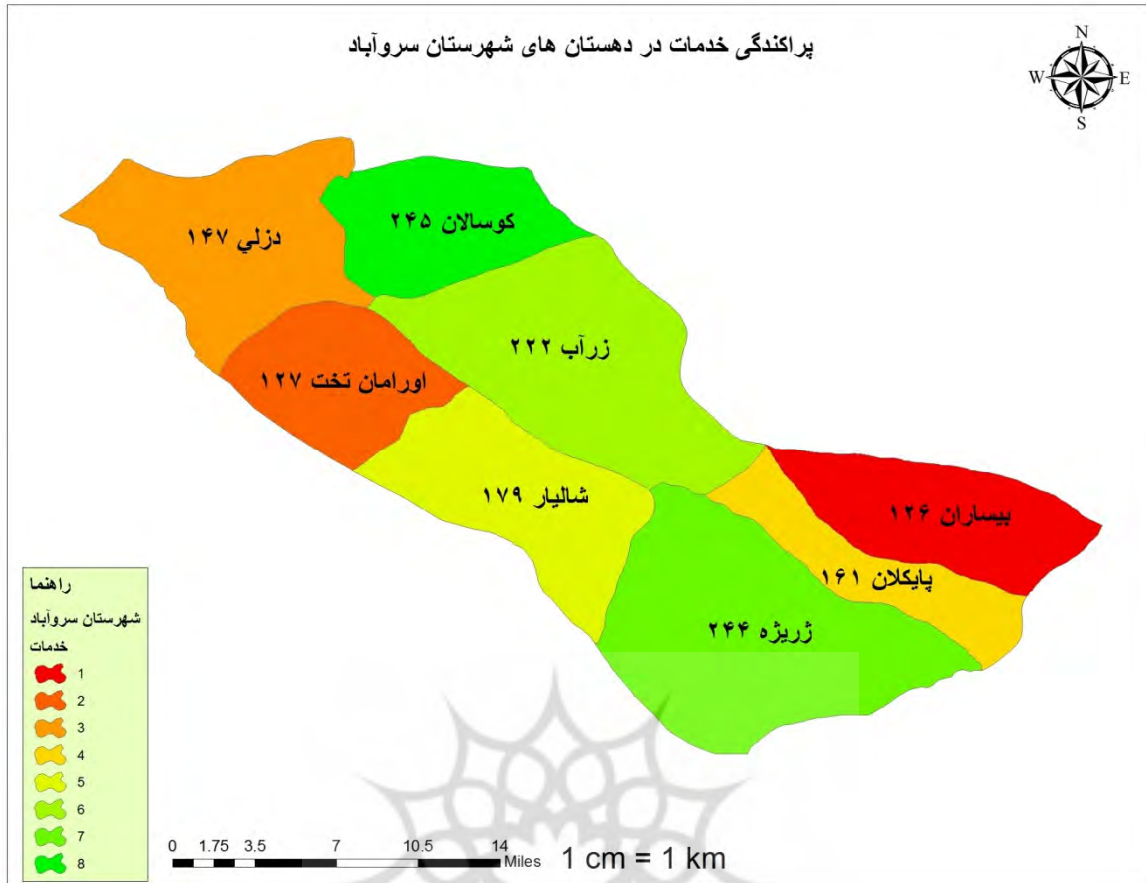 پراکندگی خدمات در دهستان های شهرستان سروآباد
N
W E
S
کوسالان ۲۴۵
دزلي ۱۴۷
زرآب ۲۲۲
اورامان تخت ۱۲۷
شالیار ۱۷۹
بیساران ۱۲۶
پایکلان ۱۶۱
ژریژه ۲۴۴
راهنما
شهرستان سروآباد
خدمات
1
2
3
4
5
6
7
8
0 1.75 3.5 7 10.5 14
Miles
1 cm = 1 km